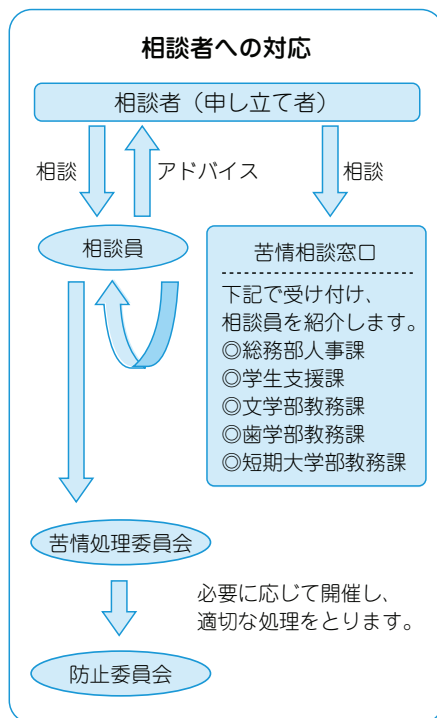 相談者への対応
相談者（申し立て者）
相談
アドバイス
相談
相談員
苦情相談窓口
下記で受け付け、
相談員を紹介します。
◎総務部人事課
◎学生支援課
◎文学部教務課
◎歯学部教務課
◎短期大学部教務課
苦情処理委員会
必要に応じて開催し、
適切な処理をとります。
防止委員会